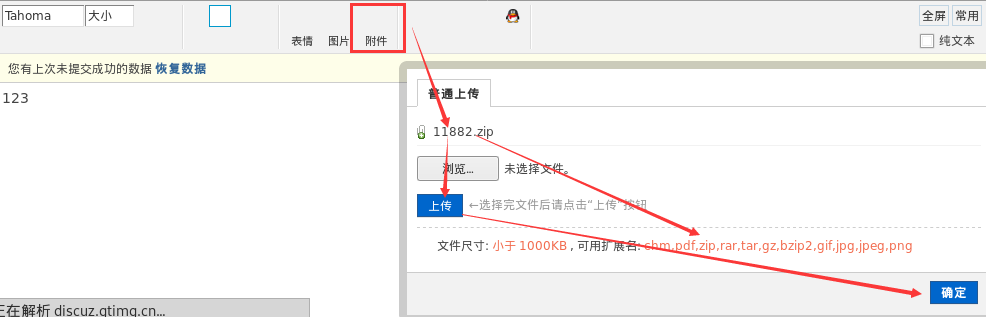 Tahoma 大小 全屏 常用
表情 图片 附件 纯文本
您有上次未提交成功的数据 恢复数据
123
普通上传
11882.zip
浏览... 未选择文件。
上传 ←选择完文件后请点击“上传”按钮
文件尺寸: 小于 1000KB , 可用扩展名: chm,pdf,zip,rar,tar,gz,bzip2,gif,jpg,jpeg,png
确定
正在解析 discuz.gtimg.cn...